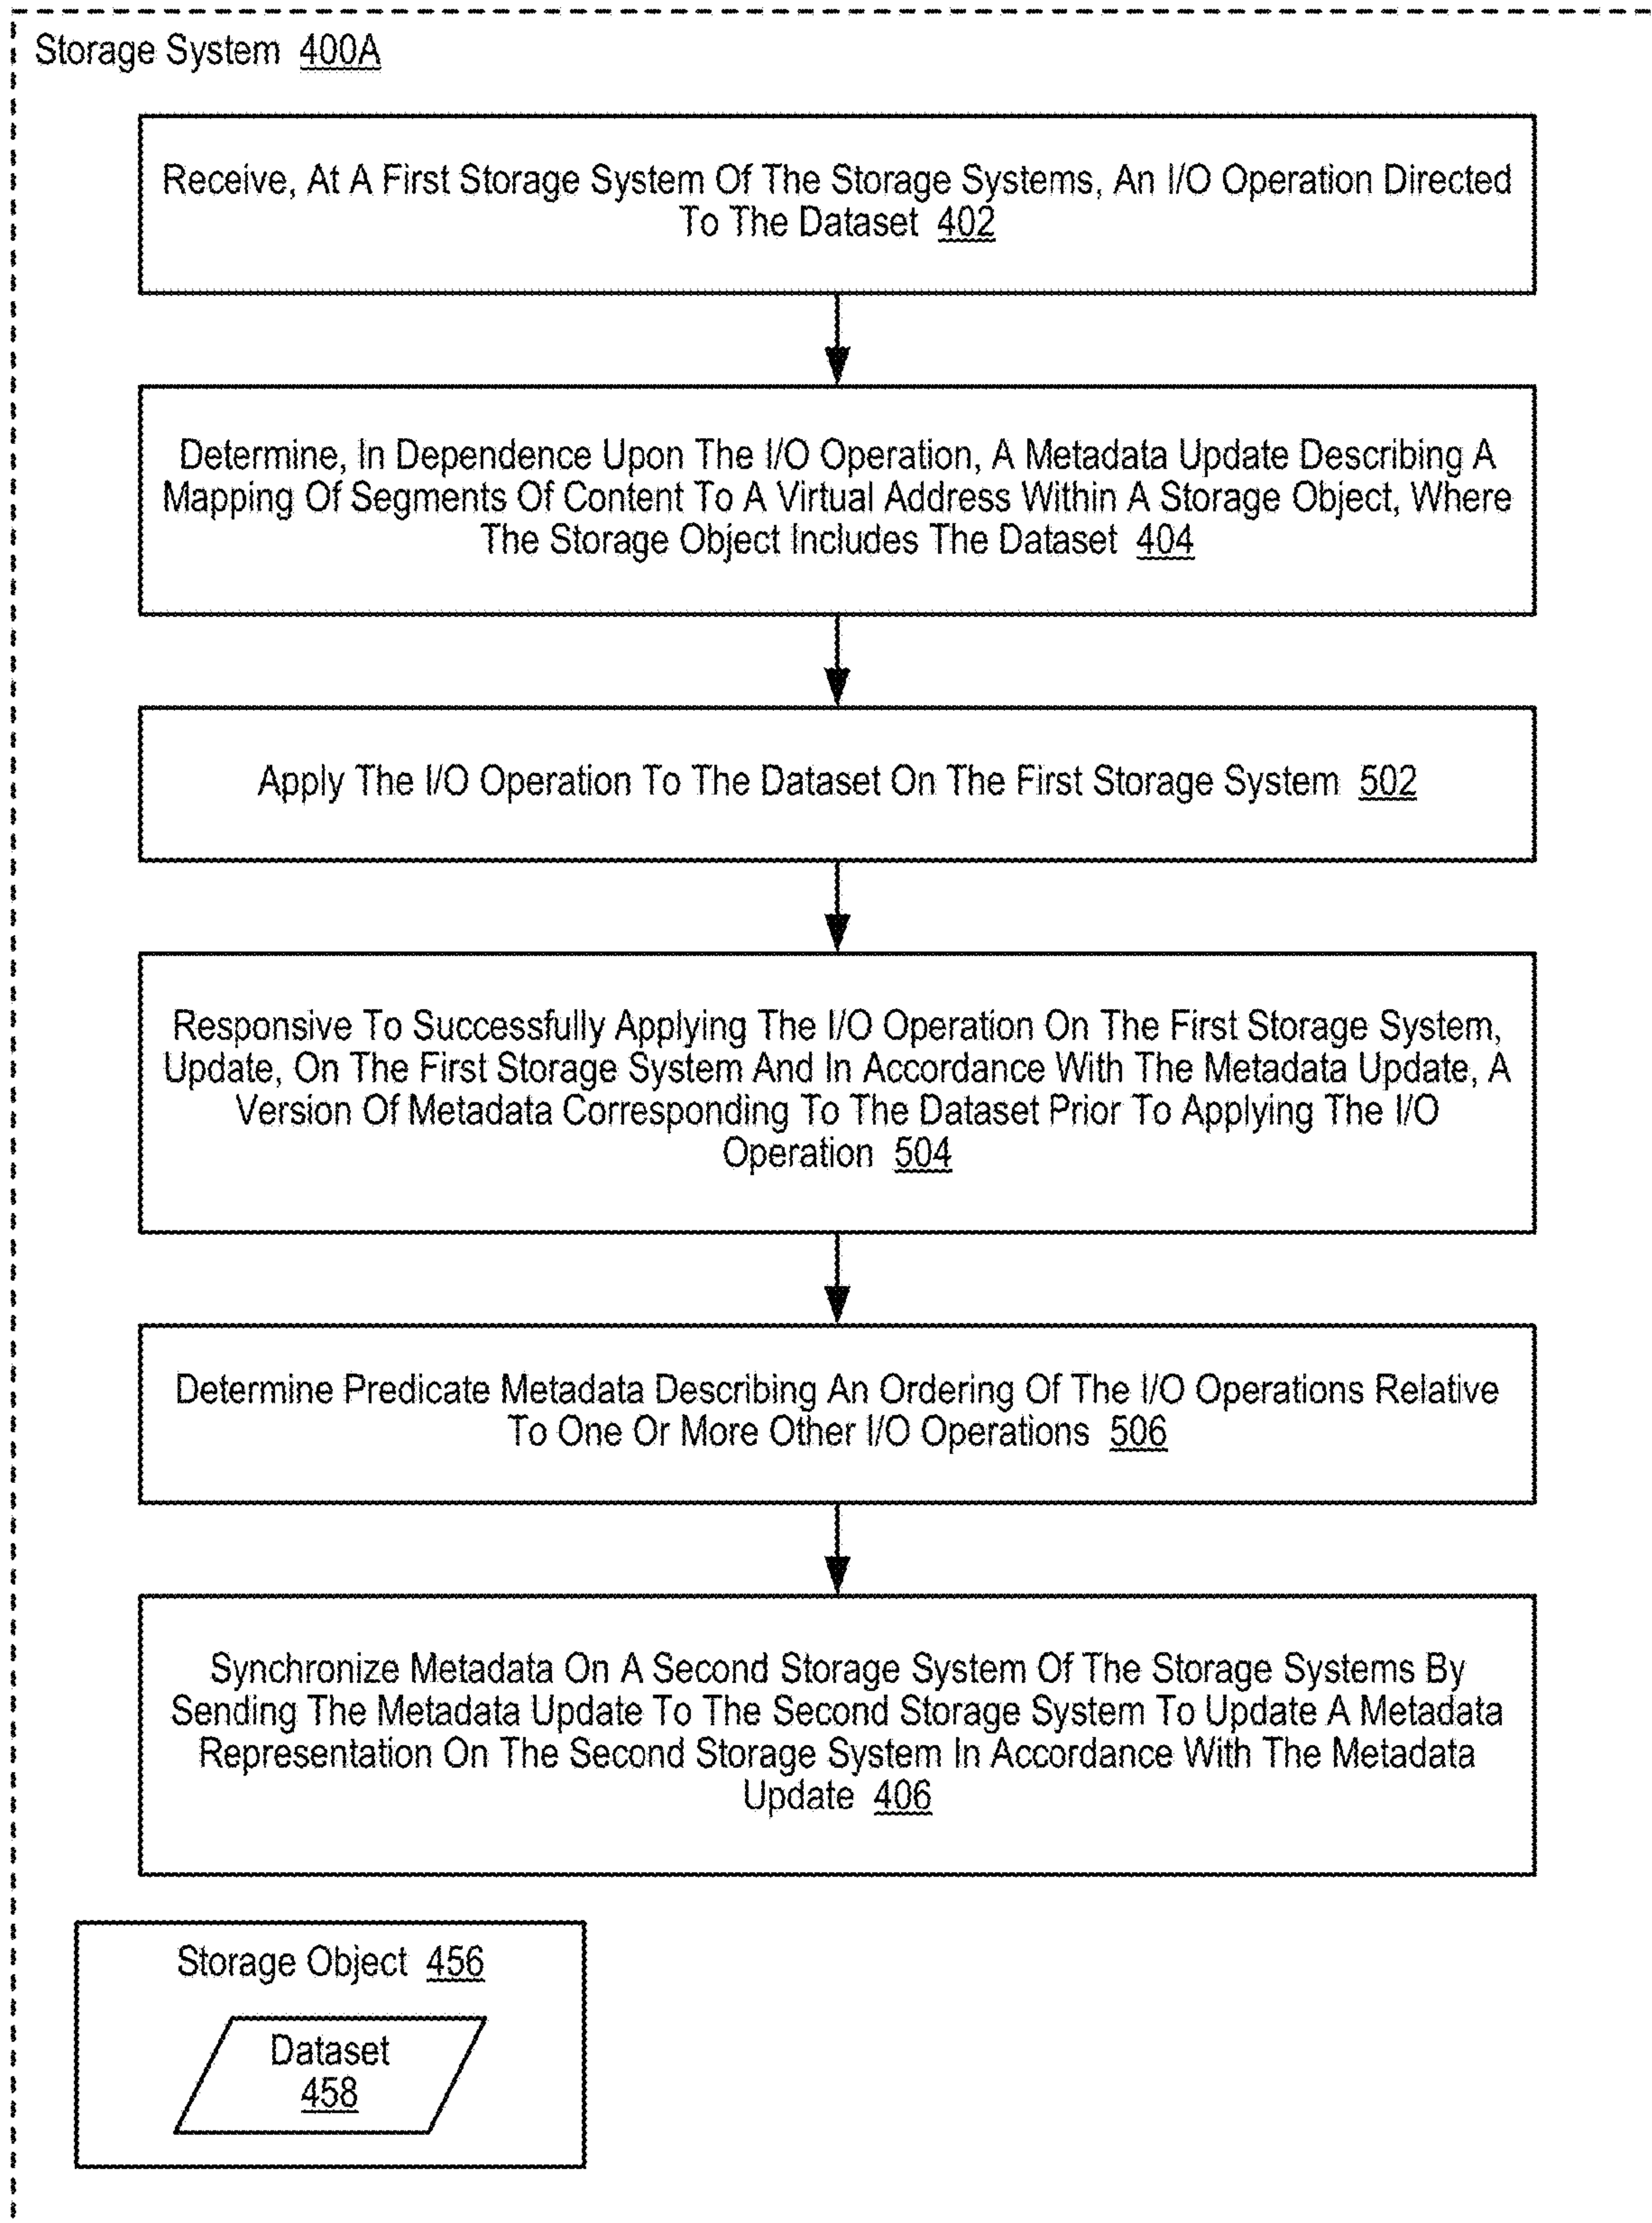 Storage System 400A
Receive, At A First Storage System Of The Storage Systems, An I/O Operation Directed
To The Dataset 402
Determine, In Dependence Upon The I/O Operation, A Metadata Update Describing A
Mapping Of Segments Of Content To A Virtual Address Within A Storage Object, Where
The Storage Object Includes The Dataset 404
Apply The I/O Operation To The Dataset On The First Storage System 502
Responsive To Successfully Applying The I/O Operation On The First Storage System,
Update, On The First Storage System And In Accordance With The Metadata Update, A
Version Of Metadata Corresponding To The Dataset Prior To Applying The I/O
Operation 504
Determine Predicate Metadata Describing An Ordering Of The I/O Operations Relative
To One Or More Other I/O Operations 506
Synchronize Metadata On A Second Storage System Of The Storage Systems By
Sending The Metadata Update To The Second Storage System To Update A Metadata
Representation On The Second Storage System In Accordance With The Metadata
Update 406
Storage Object 456
Dataset
458